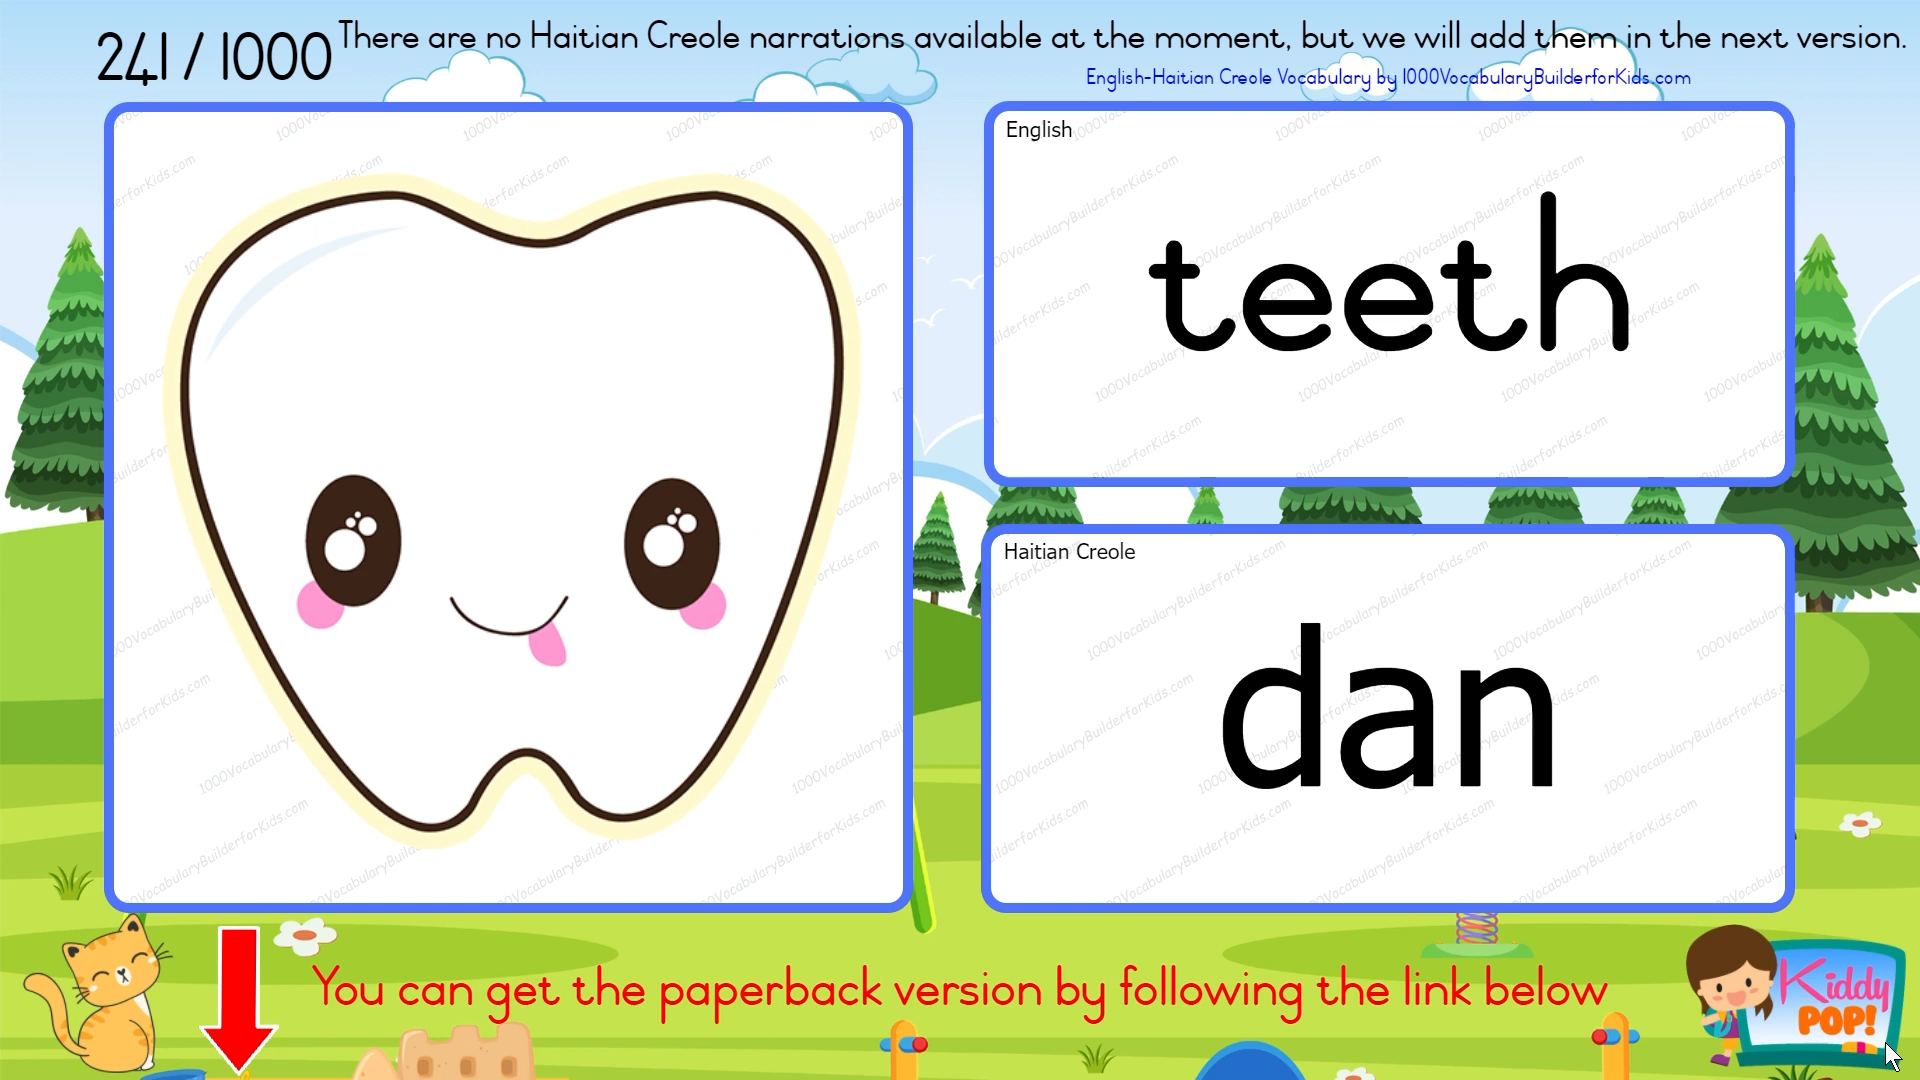 241 / 1000
There are no Haitian Creole narrations available at the moment, but we will add them in the next version.
English-Haitian Creole Vocabulary by 1000VocabularyBuilderforKids.com
English
teeth
Haitian Creole
dan
You can get the paperback version by following the link below
Kiddy
POP!